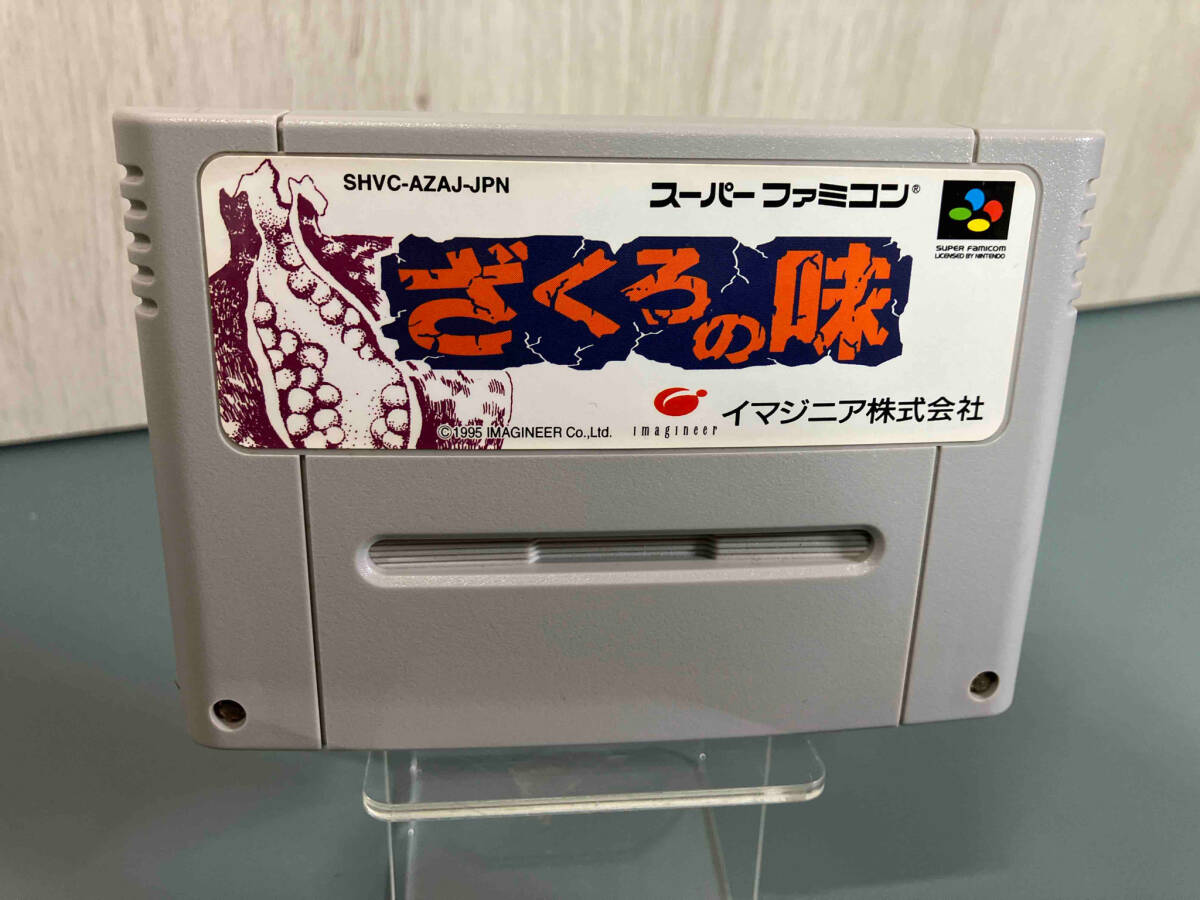 SHVC-AZAJ-JPN
スーパーファミコン®
SUPER FAMICOM
LICENSED BY NINTENDO
ざくろの味
©1995 IMAGINEER Co.,Ltd.
imagineer
イマジニア株式会社